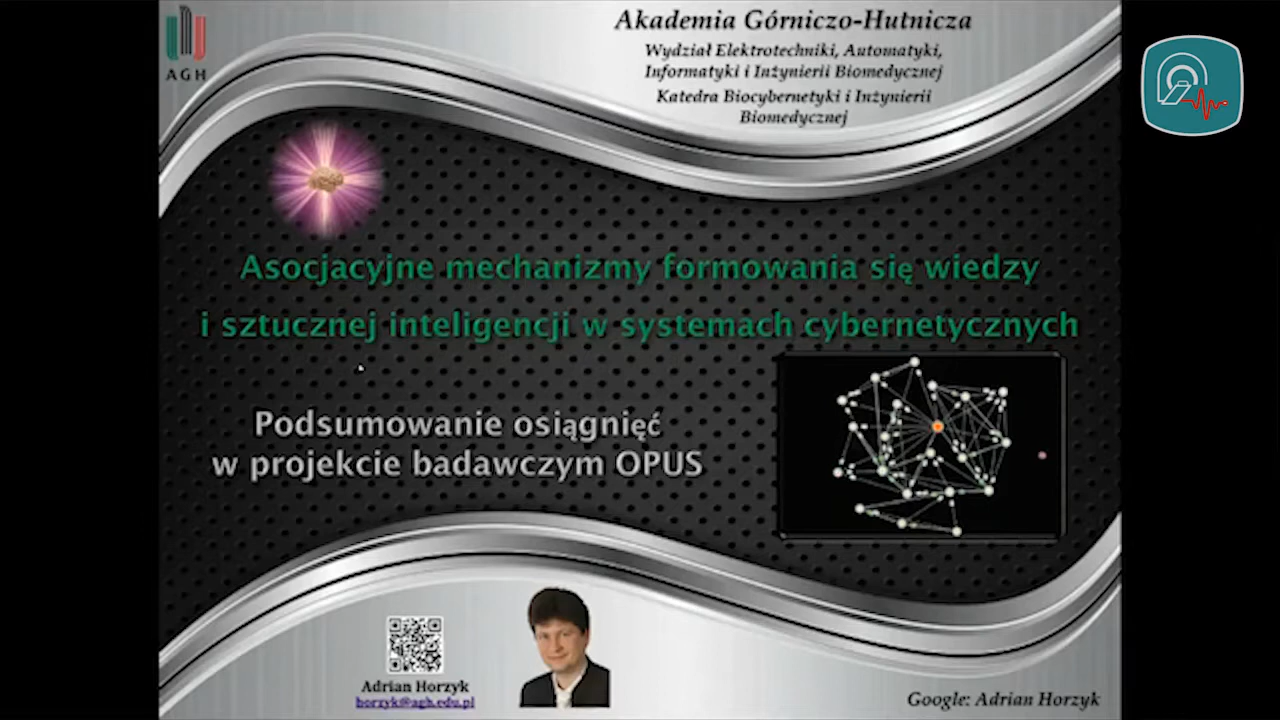 AGH
Akademia Górniczo-Hutnicza
Wydział Elektrotechniki, Automatyki,
Informatyki i Inżynierii Biomedycznej
Katedra Biocybernetyki i Inżynierii
Biomedycznej
Asocjacyjne mechanizmy formowania się wiedzy
i sztucznej inteligencji w systemach cybernetycznych
Podsumowanie osiągnięć
w projekcie badawczym OPUS
Adrian Horzyk
horzyk@agh.edu.pl
Google: Adrian Horzyk